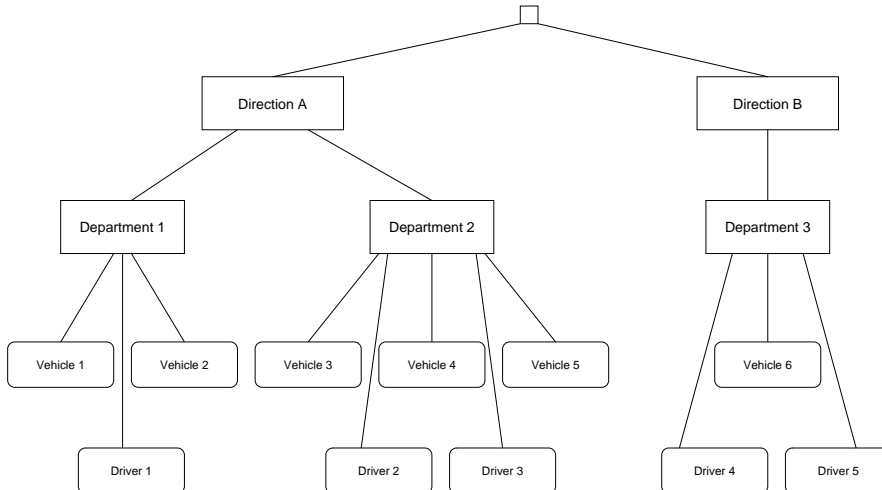 Direction A
Direction B
Department 1
Department 2
Department 3
Vehicle 1
Vehicle 2
Vehicle 3
Vehicle 4
Vehicle 5
Vehicle 6
Driver 1
Driver 2
Driver 3
Driver 4
Driver 5